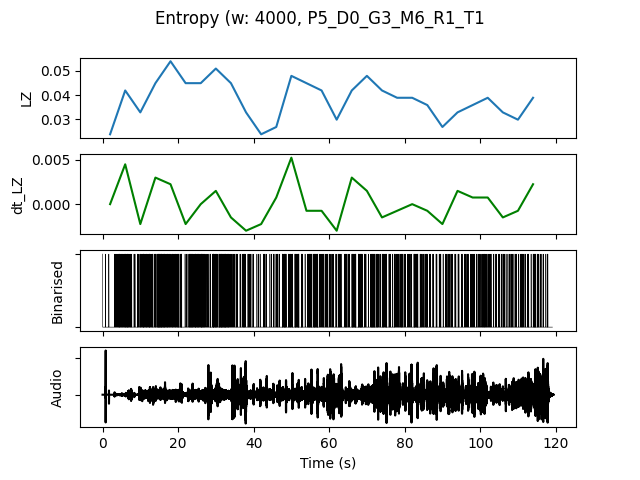 Entropy (w: 4000, P5_D0_G3_M6_R1_T1
LZ
0.05
0.04
0.03
dt_LZ
0.005
0.000
Binarised
Audio
0 20 40 60 80 100 120
Time (s)